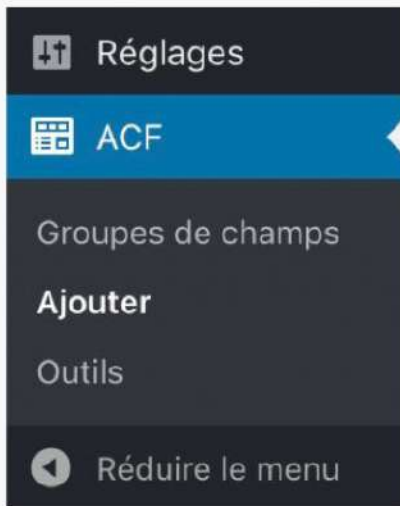 Réglages
ACF
Groupes de champs
Ajouter
Outils
Réduire le menu